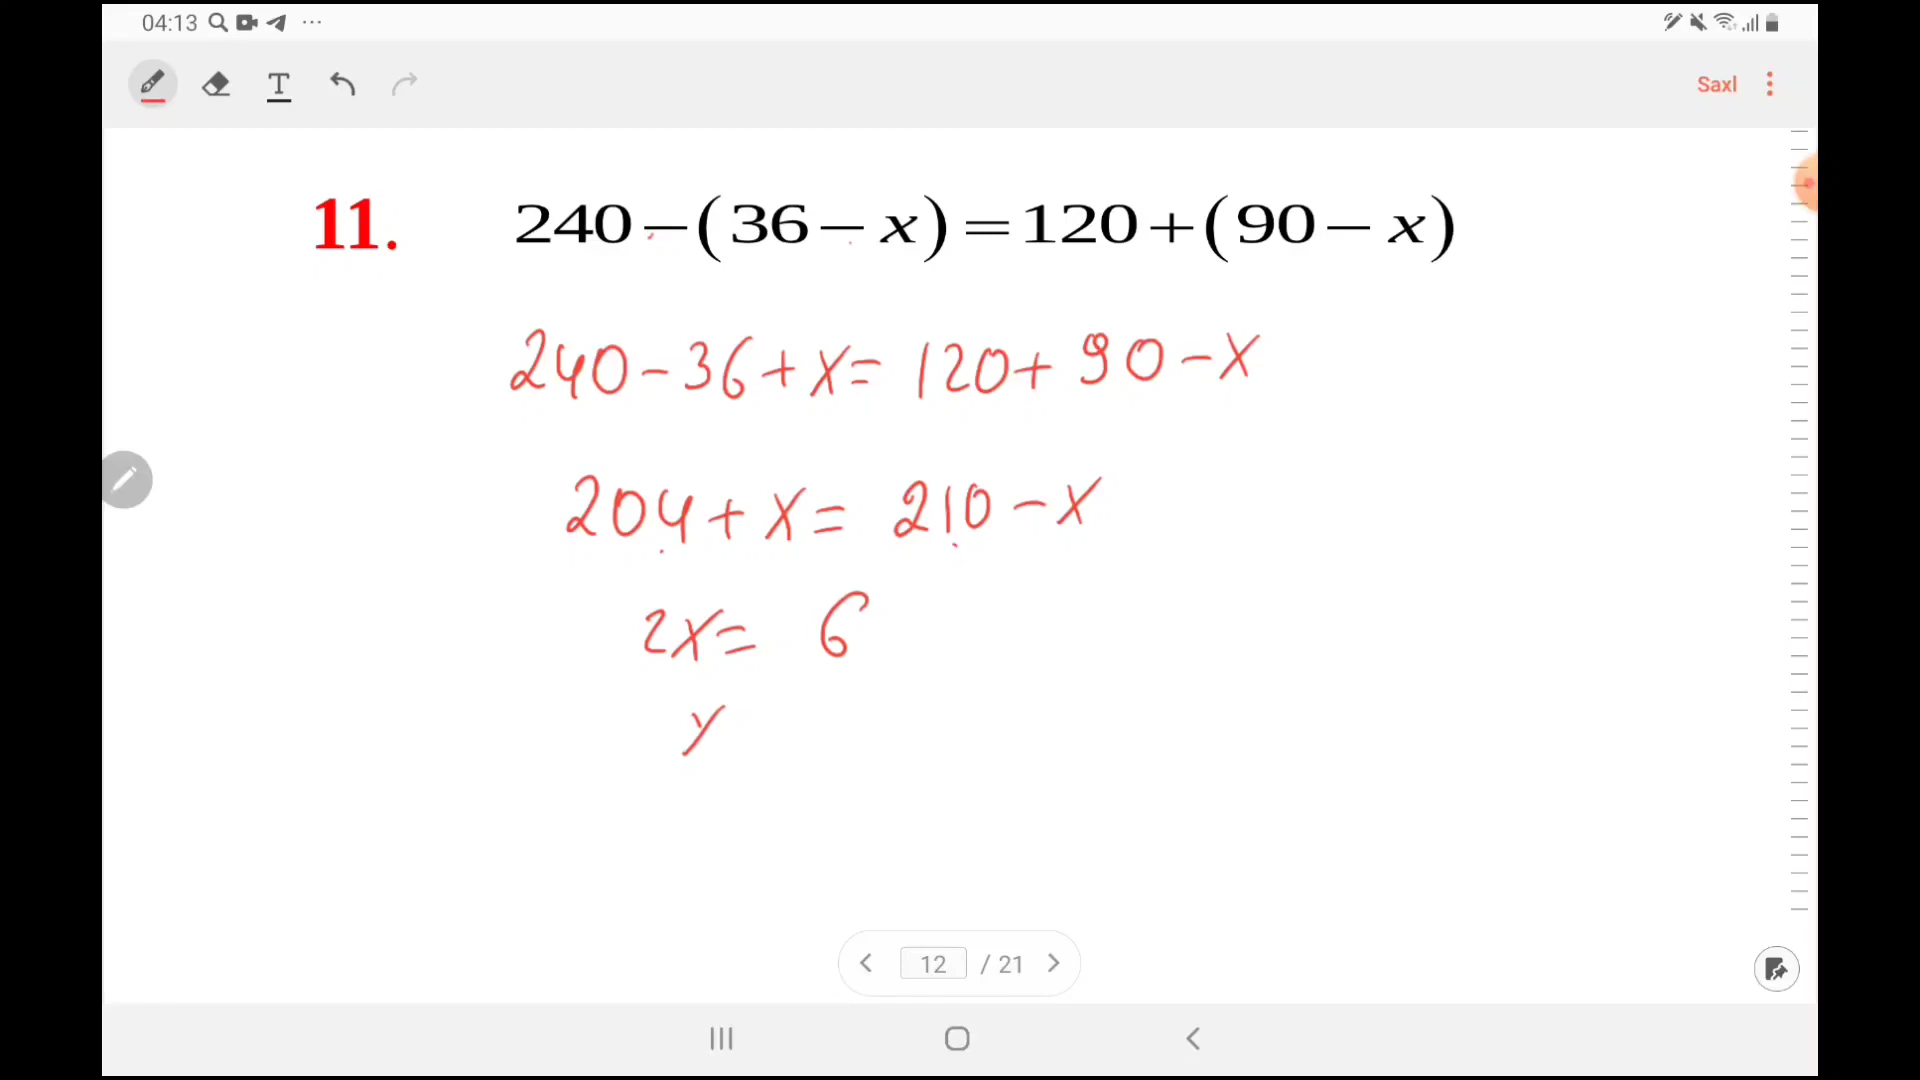 04:13
T
Saxl
11. 240−(36−x)=120+(90−x)
240-36+x=120+90-x
204+x=210-x
2x=6
12 / 21